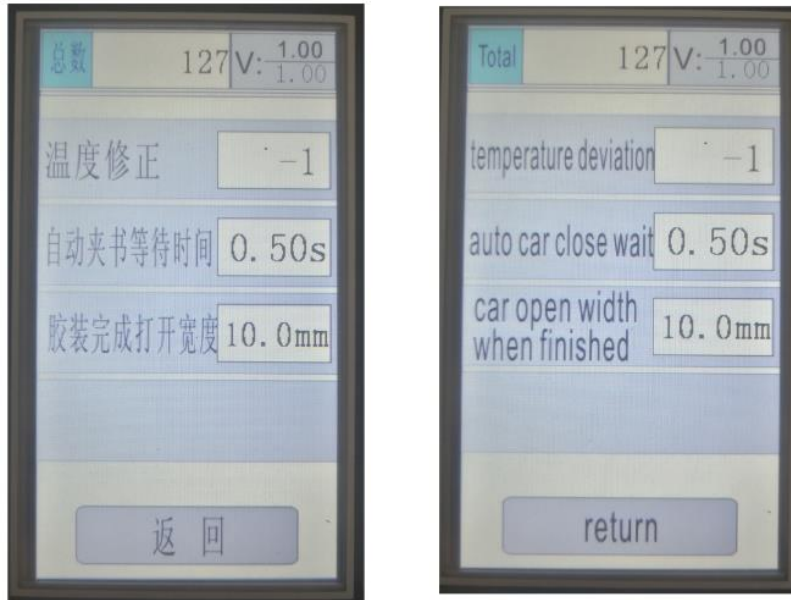 总数 127 V: 1.00
1.00
温度修正 -1
自动夹书等待时间 0.50s
胶装完成打开宽度 10.0mm
返 回
Total 127 V: 1.00
1.00
temperature deviation -1
auto car close wait 0.50s
car open width
when finished 10.0mm
return